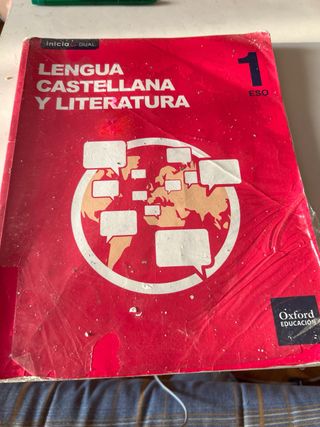 inicia DUAL
LENGUA
CASTELLANA
Y LITERATURA
1
ESO
Oxford
EDUCACIÓN